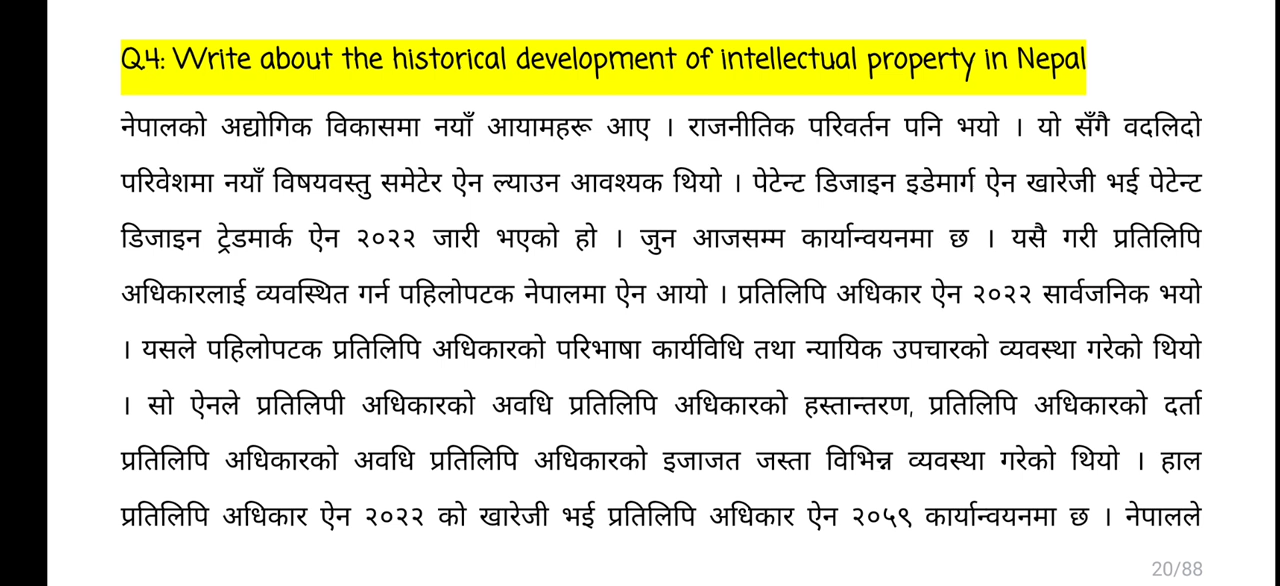 Q.4: Write about the historical development of intellectual property in Nepal
नेपालको अद्योगिक विकासमा नयाँ आयामहरू आए । राजनीतिक परिवर्तन पनि भयो । यो सँगै वदलिदो
परिवेशमा नयाँ विषयवस्तु समेटेर ऐन ल्याउन आवश्यक थियो । पेटेन्ट डिजाइन इडेमार्ग ऐन खारेजी भई पेटेन्ट
डिजाइन ट्रेडमार्क ऐन २०२२ जारी भएको हो । जुन आजसम्म कार्यान्वयनमा छ । यसै गरी प्रतिलिपि
अधिकारलाई व्यवस्थित गर्न पहिलोपटक नेपालमा ऐन आयो । प्रतिलिपि अधिकार ऐन २०२२ सार्वजनिक भयो
। यसले पहिलोपटक प्रतिलिपि अधिकारको परिभाषा कार्यविधि तथा न्यायिक उपचारको व्यवस्था गरेको थियो
। सो ऐनले प्रतिलिपी अधिकारको अवधि प्रतिलिपि अधिकारको हस्तान्तरण, प्रतिलिपि अधिकारको दर्ता
प्रतिलिपि अधिकारको अवधि प्रतिलिपि अधिकारको इजाजत जस्ता विभिन्न व्यवस्था गरेको थियो । हाल
प्रतिलिपि अधिकार ऐन २०२२ को खारेजी भई प्रतिलिपि अधिकार ऐन २०५९ कार्यान्वयनमा छ । नेपालले
20/88